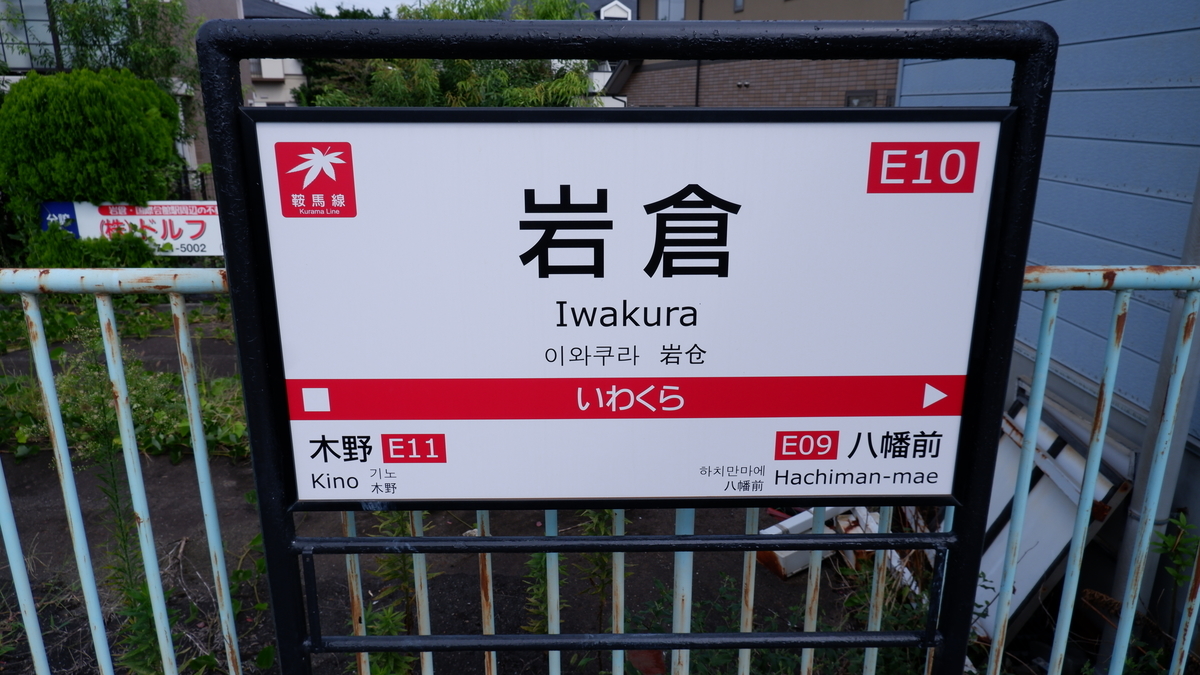 鞍馬線
Kurama Line
E10
岩倉
Iwakura
이와쿠라 岩仓
いわくら
木野 E11
Kino 기노 木野
E09 八幡前
하치만마에 八幡前 Hachiman-mae
(株)ドルフ
-5002